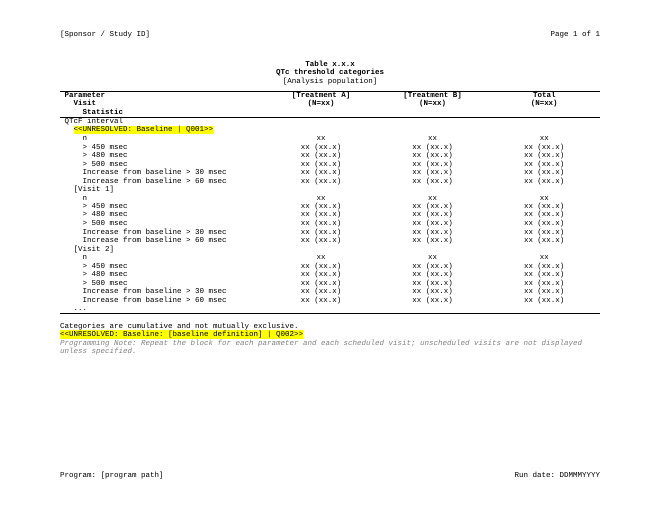 [Sponsor / Study ID] Page 1 of 1
Table x.x.x
QTc threshold categories
[Analysis population]
Parameter [Treatment A] [Treatment B] Total
Visit (N=xx) (N=xx) (N=xx)
Statistic
QTcF interval
<<UNRESOLVED: Baseline | Q001>>
n xx xx xx
> 450 msec xx (xx.x) xx (xx.x) xx (xx.x)
> 480 msec xx (xx.x) xx (xx.x) xx (xx.x)
> 500 msec xx (xx.x) xx (xx.x) xx (xx.x)
Increase from baseline > 30 msec xx (xx.x) xx (xx.x) xx (xx.x)
Increase from baseline > 60 msec xx (xx.x) xx (xx.x) xx (xx.x)
[Visit 1]
n xx xx xx
> 450 msec xx (xx.x) xx (xx.x) xx (xx.x)
> 480 msec xx (xx.x) xx (xx.x) xx (xx.x)
> 500 msec xx (xx.x) xx (xx.x) xx (xx.x)
Increase from baseline > 30 msec xx (xx.x) xx (xx.x) xx (xx.x)
Increase from baseline > 60 msec xx (xx.x) xx (xx.x) xx (xx.x)
[Visit 2]
n xx xx xx
> 450 msec xx (xx.x) xx (xx.x) xx (xx.x)
> 480 msec xx (xx.x) xx (xx.x) xx (xx.x)
> 500 msec xx (xx.x) xx (xx.x) xx (xx.x)
Increase from baseline > 30 msec xx (xx.x) xx (xx.x) xx (xx.x)
Increase from baseline > 60 msec xx (xx.x) xx (xx.x) xx (xx.x)
...
Categories are cumulative and not mutually exclusive.
<<UNRESOLVED: Baseline: [baseline definition] | Q002>>
Programming Note: Repeat the block for each parameter and each scheduled visit; unscheduled visits are not displayed
unless specified.
Program: [program path] Run date: DDMMMYYYY